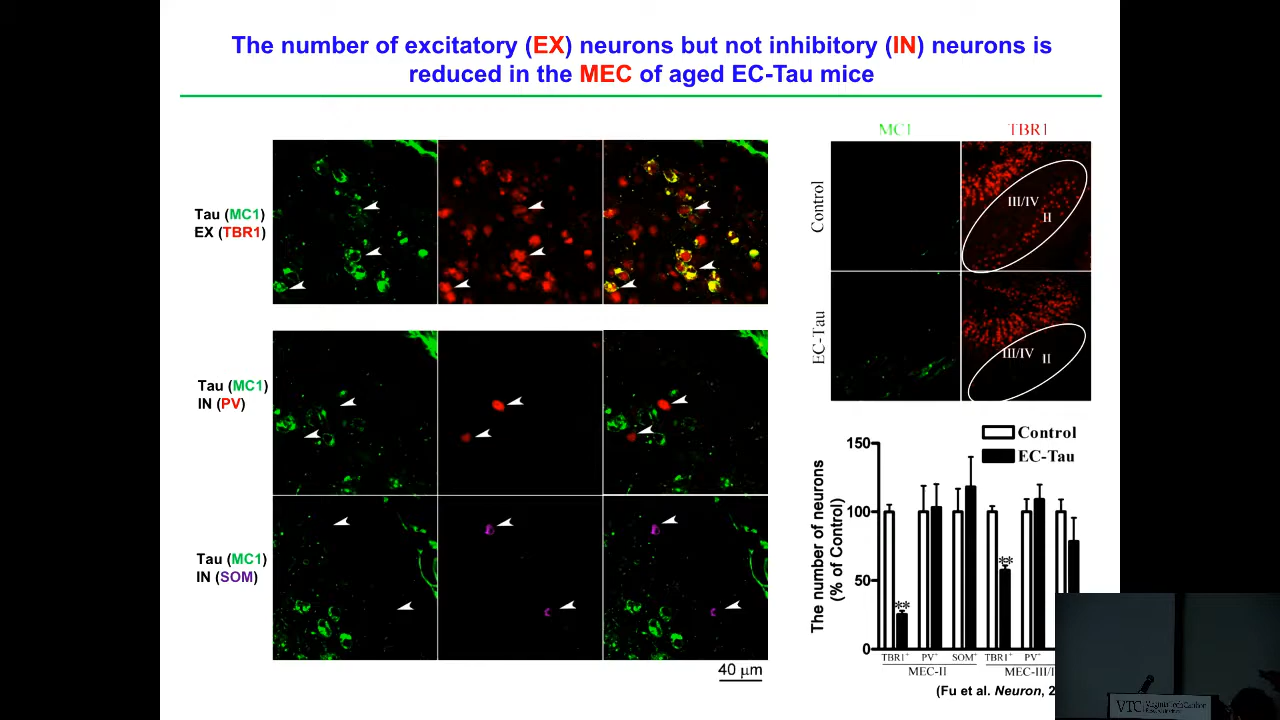 The number of excitatory (EX) neurons but not inhibitory (IN) neurons is
reduced in the MEC of aged EC-Tau mice
Tau (MC1)
EX (TBR1)
Tau (MC1)
IN (PV)
Tau (MC1)
IN (SOM)
40 μm
MC1
TBR1
Control
III/IV
II
EC-Tau
III/IV
II
Control
EC-Tau
The number of neurons
(% of Control)
150
100
50
0
**
**
TBR1+
PV+
SOM+
TBR1+
PV+
MEC-II
MEC-III/I
(Fu et al. Neuron, 2
VTC